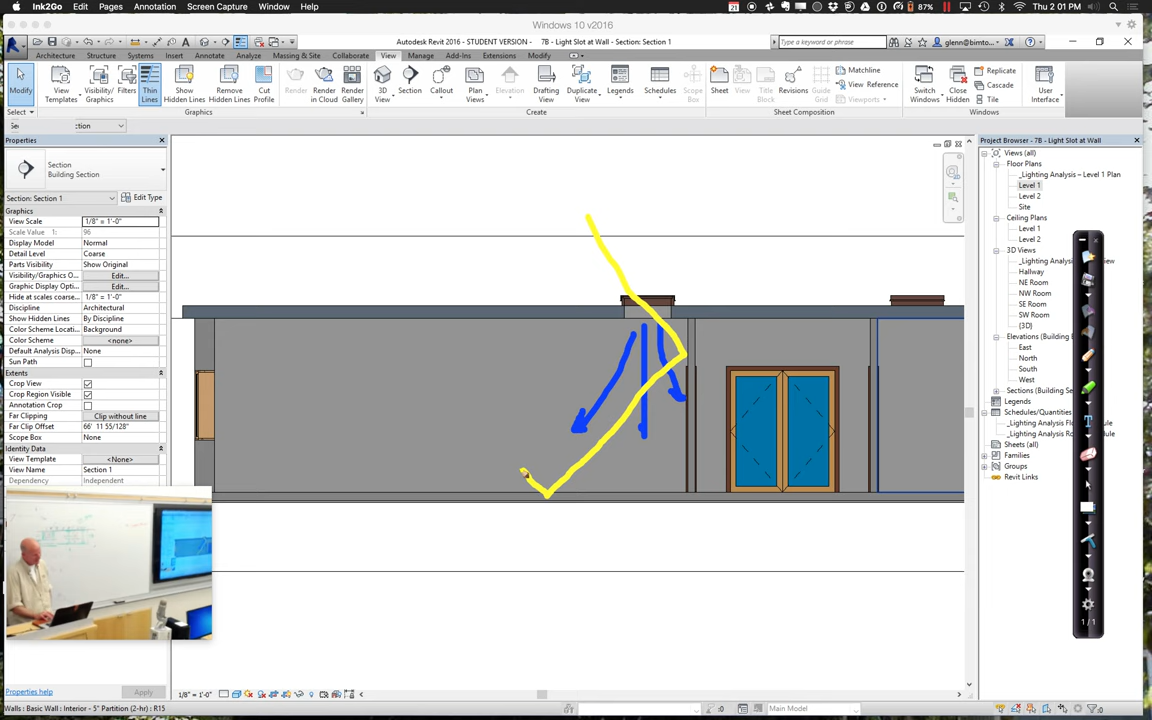 Ink2Go Edit Pages Annotation Screen Capture Window Help 21 87% Thu 2 01 PM
Windows 10 v2016
Autodesk Revit 2016 - STUDENT VERSION - 7B - Light Slot at Wall - Section: Section 1 Type a keyword or phrase glenn@bimto...
Architecture Structure Systems Insert Annotate Analyze Massing & Site Collaborate View Manage Add-Ins Extensions Modify
Modify View Templates Visibility/ Graphics Filters Thin Lines Show Hidden Lines Remove Hidden Lines Cut Profile Render Render in Cloud Render Gallery 3D View Section Callout Plan Views Elevation Drafting View Duplicate View Legends Schedules Scope Box Sheet View Title Block Revisions Guide Grid Matchline View Reference Viewports Switch Windows Close Hidden Replicate Cascade Tile User Interface
Select Graphics Create Sheet Composition Windows
Properties
Section
Building Section
Section: Section 1 Edit Type
Graphics
View Scale 1/8" = 1'-0"
Scale Value 1: 96
Display Model Normal
Detail Level Coarse
Parts Visibility Show Original
Visibility/Graphics O... Edit...
Graphic Display Optio... Edit...
Hide at scales coarse... 1/8" = 1'-0"
Discipline Architectural
Show Hidden Lines By Discipline
Color Scheme Locati... Background
Color Scheme <none>
Default Analysis Disp... None
Sun Path
Extents
Crop View
Crop Region Visible
Annotation Crop
Far Clipping Clip without line
Far Clip Offset 66' 11 55/128"
Scope Box None
Identity Data
View Template <None>
View Name Section 1
Dependency Independent
Properties help Apply
Project Browser - 7B - Light Slot at Wall
Views (all)
Floor Plans
_Lighting Analysis – Level 1 Plan
Level 1
Level 2
Site
Ceiling Plans
Level 1
Level 2
3D Views
Hallway
NE Room
NW Room
SE Room
SW Room
{3D}
Elevations (Building
East
North
South
West
Sections (Building Se
Legends
Schedules/Quantities
Sheets (all)
Families
Groups
Revit Links
1 / 1
1/8" = 1'-0"
Walls : Basic Wall : Interior - 5" Partition (2-hr) : R15 :0 Main Model :0